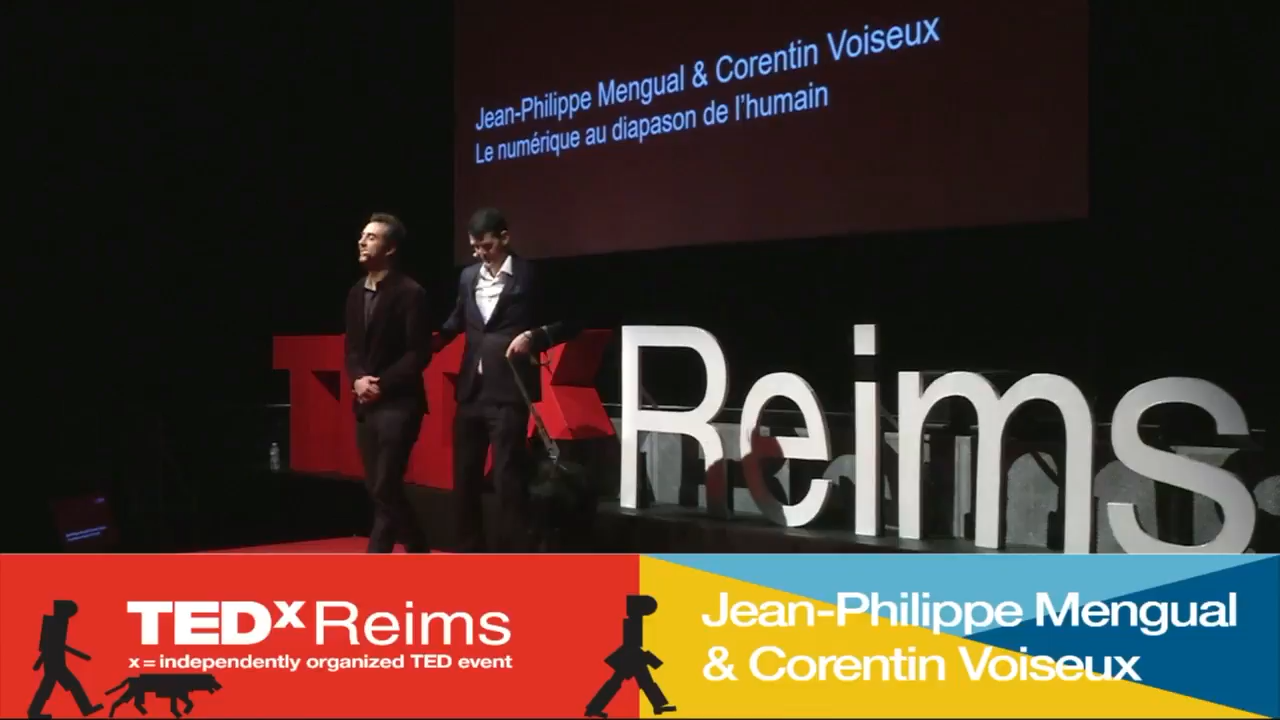 Jean-Philippe Mengual & Corentin Voiseux
Le numérique au diapason de l'humain
TEDx
Reims
TEDxReims
x = independently organized TED event
Jean-Philippe Mengual
& Corentin Voiseux